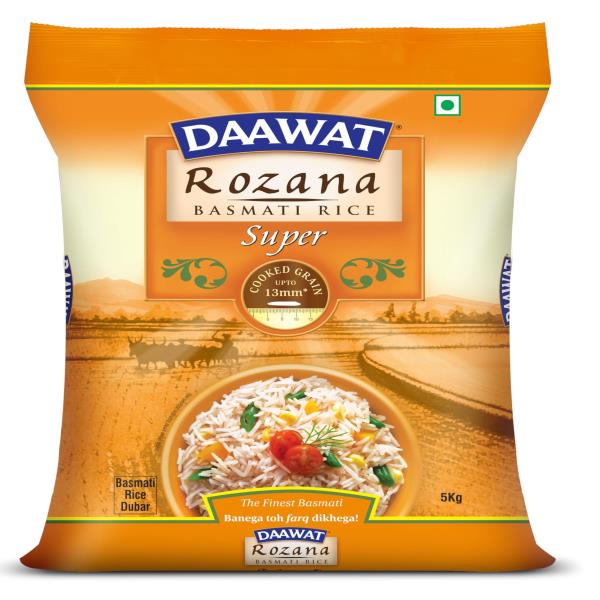 DAAWAT®
Rozana
BASMATI RICE
Super
COOKED GRAIN
UPTO
13mm*
DAAWAT
Basmati
Rice
Dubar
The Finest Basmati
5Kg
Banega toh farq dikhega!
DAAWAT
Rozana
BASMATI RICE